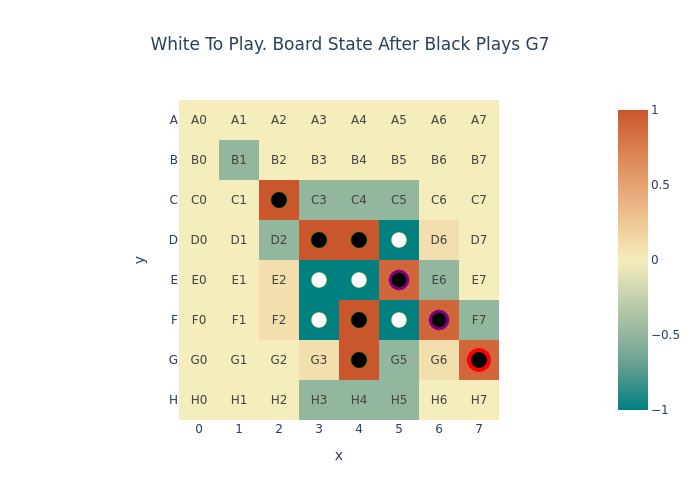 White To Play. Board State After Black Plays G7
A A0 A1 A2 A3 A4 A5 A6 A7
B B0 B1 B2 B3 B4 B5 B6 B7
C C0 C1 C3 C4 C5 C6 C7
D D0 D1 D2 D6 D7
E E0 E1 E2 E6 E7
F F0 F1 F2 F7
G G0 G1 G2 G3 G5 G6
H H0 H1 H2 H3 H4 H5 H6 H7
0 1 2 3 4 5 6 7
x
y
1
0.5
0
−0.5
−1